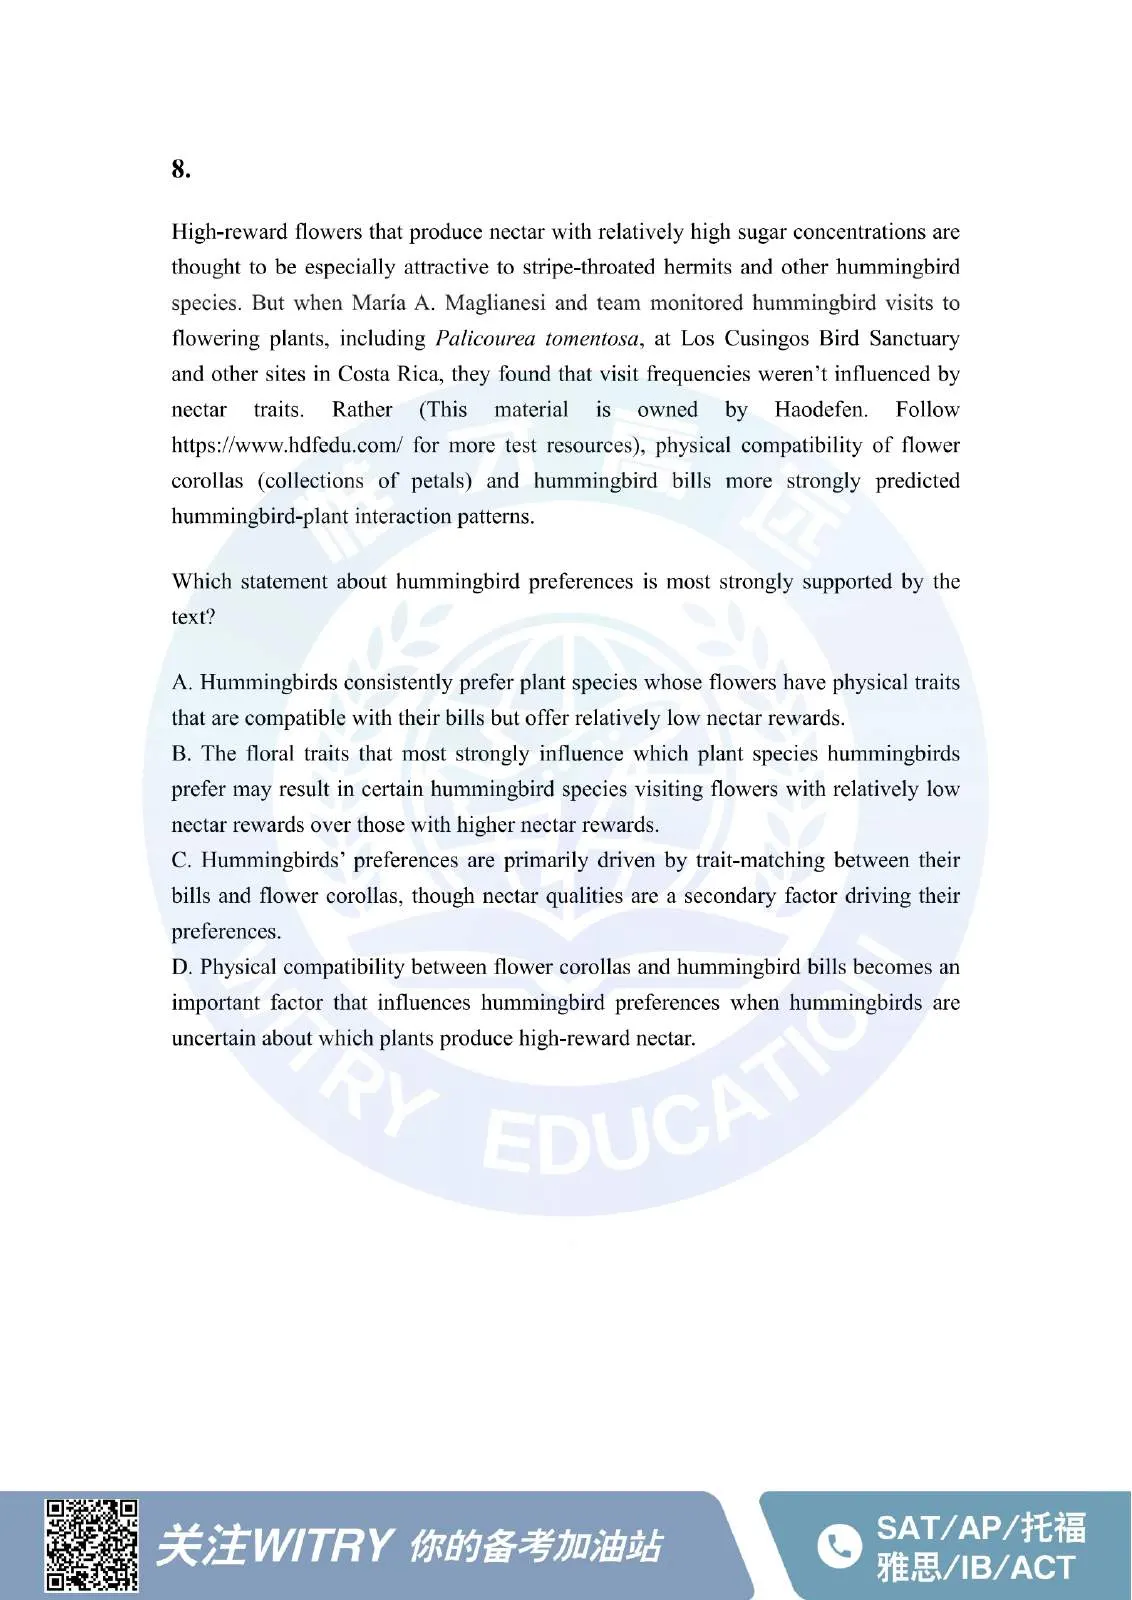 8.
High-reward flowers that produce nectar with relatively high sugar concentrations are
thought to be especially attractive to stripe-throated hermits and other hummingbird
species. But when María A. Maglianesi and team monitored hummingbird visits to
flowering plants, including Palicourea tomentosa, at Los Cusingos Bird Sanctuary
and other sites in Costa Rica, they found that visit frequencies weren't influenced by
nectar traits. Rather (This material is owned by Haodefen. Follow
https://www.hdfedu.com/ for more test resources), physical compatibility of flower
corollas (collections of petals) and hummingbird bills more strongly predicted
hummingbird-plant interaction patterns.
Which statement about hummingbird preferences is most strongly supported by the
text?
A. Hummingbirds consistently prefer plant species whose flowers have physical traits
that are compatible with their bills but offer relatively low nectar rewards.
B. The floral traits that most strongly influence which plant species hummingbirds
prefer may result in certain hummingbird species visiting flowers with relatively low
nectar rewards over those with higher nectar rewards.
C. Hummingbirds' preferences are primarily driven by trait-matching between their
bills and flower corollas, though nectar qualities are a secondary factor driving their
preferences.
D. Physical compatibility between flower corollas and hummingbird bills becomes an
important factor that influences hummingbird preferences when hummingbirds are
uncertain about which plants produce high-reward nectar.
WITRY EDUCATION
关注WITRY 你的备考加油站
SAT/AP/托福
雅思/IB/ACT